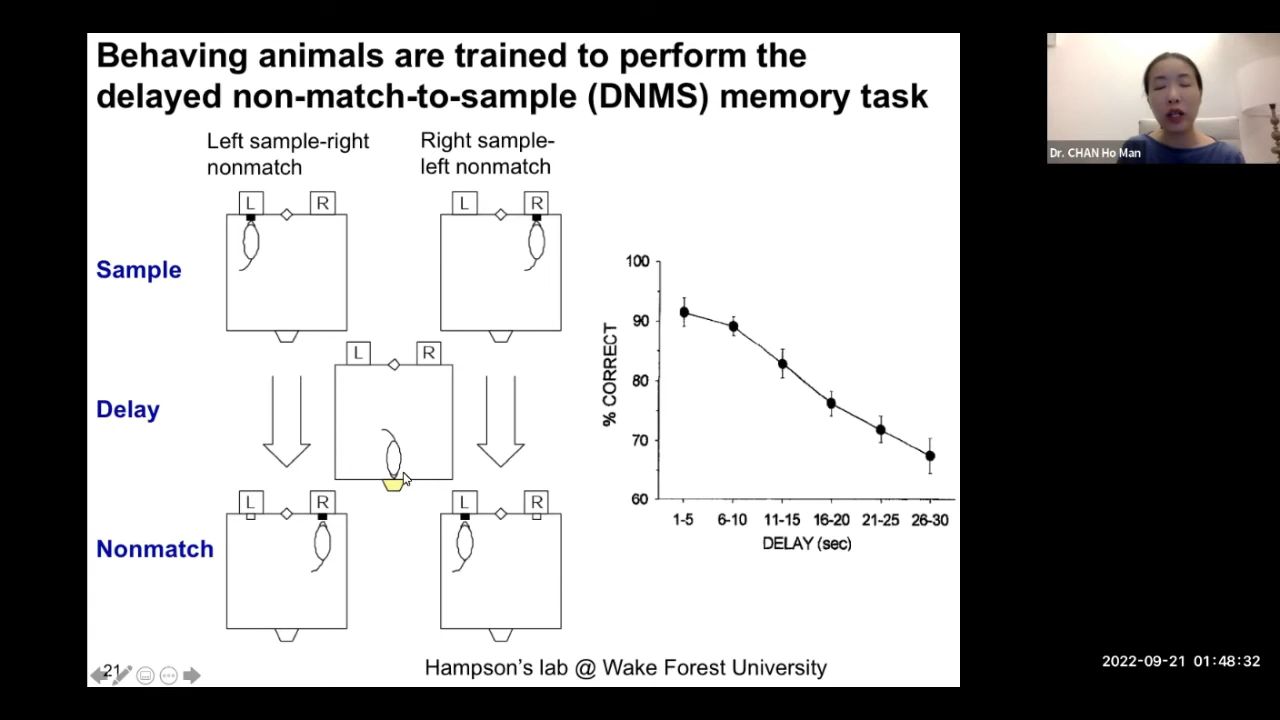 Behaving animals are trained to perform the
delayed non-match-to-sample (DNMS) memory task
Left sample-right
nonmatch
Right sample-
left nonmatch
L R
L R
Sample
L R
Delay
L R
L R
Nonmatch
100
90
80
70
60
% CORRECT
1-5 6-10 11-15 16-20 21-25 26-30
DELAY (sec)
21
Hampson's lab @ Wake Forest University
Dr. CHAN Ho Man
2022-09-21 01:48:32